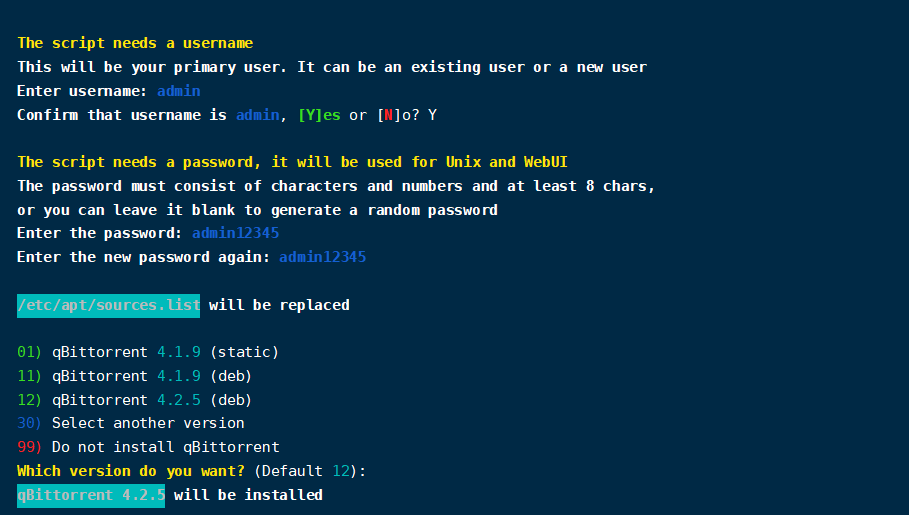 The script needs a username
This will be your primary user. It can be an existing user or a new user
Enter username: admin
Confirm that username is admin, [Y]es or [N]o? Y
The script needs a password, it will be used for Unix and WebUI
The password must consist of characters and numbers and at least 8 chars,
or you can leave it blank to generate a random password
Enter the password: admin12345
Enter the new password again: admin12345
/etc/apt/sources.list will be replaced
01) qBittorrent 4.1.9 (static)
11) qBittorrent 4.1.9 (deb)
12) qBittorrent 4.2.5 (deb)
30) Select another version
99) Do not install qBittorrent
Which version do you want? (Default 12):
qBittorrent 4.2.5 will be installed